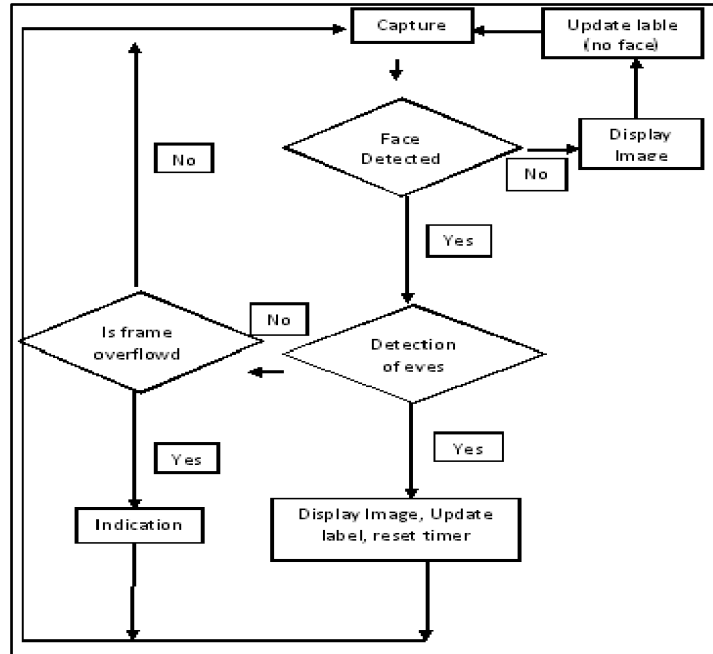 Capture
Update lable
(no face)
Face
Detected
Display
Image
No
No
Yes
Is frame
overflowd
No
Detection
of eves
Yes
Yes
Indication
Display Image, Update
label, reset timer